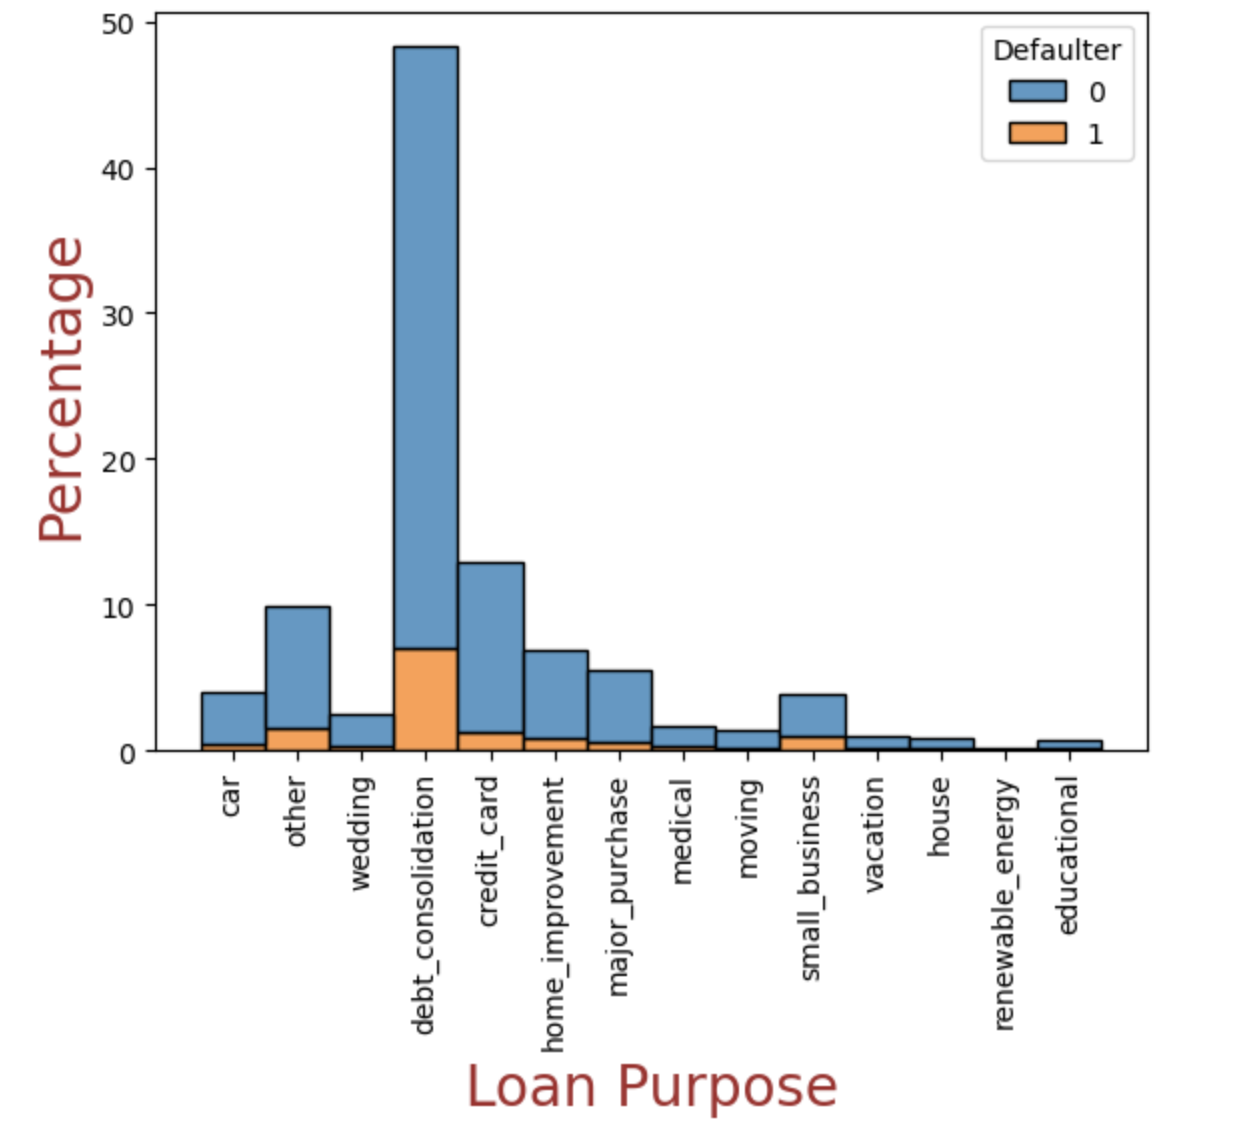 50
40
30
20
10
0
Percentage
Defaulter
0
1
car
other
wedding
debt_consolidation
credit_card
home_improvement
major_purchase
medical
moving
small_business
vacation
house
renewable_energy
educational
Loan Purpose